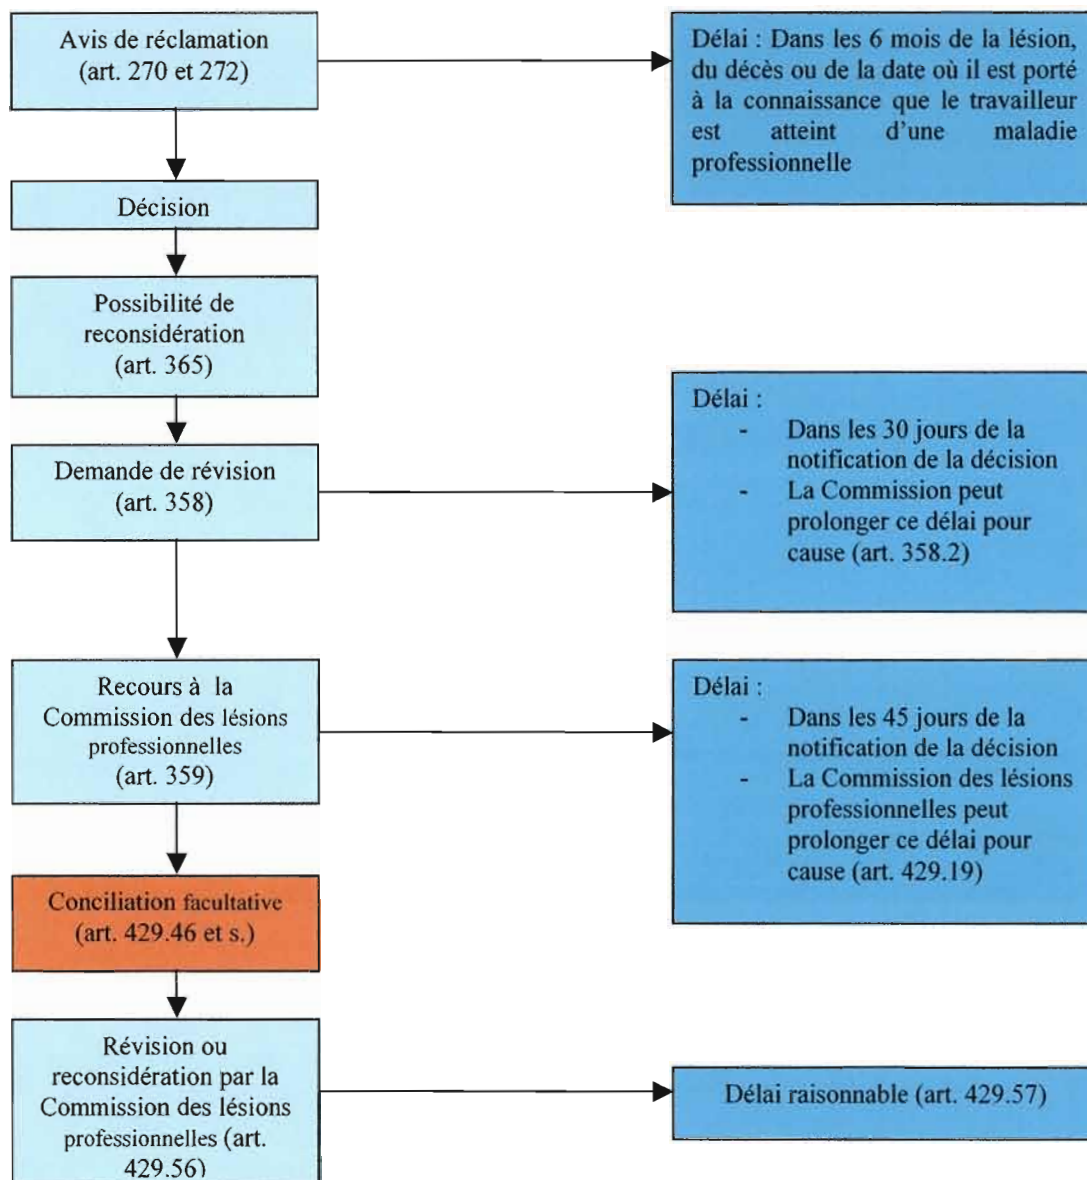 Avis de réclamation
(art. 270 et 272)
Délai : Dans les 6 mois de la lésion,
du décès ou de la date où il est porté
à la connaissance que le travailleur
est atteint d'une maladie
professionnelle
Décision
Possibilité de
reconsidération
(art. 365)
Demande de révision
(art. 358)
Délai :
- Dans les 30 jours de la
notification de la décision
- La Commission peut
prolonger ce délai pour
cause (art. 358.2)
Recours à la
Commission des lésions
professionnelles
(art. 359)
Délai :
- Dans les 45 jours de la
notification de la décision
- La Commission des lésions
professionnelles peut
prolonger ce délai pour
cause (art. 429.19)
Conciliation facultative
(art. 429.46 et s.)
Révision ou
reconsidération par la
Commission des lésions
professionnelles (art.
429.56)
Délai raisonnable (art. 429.57)